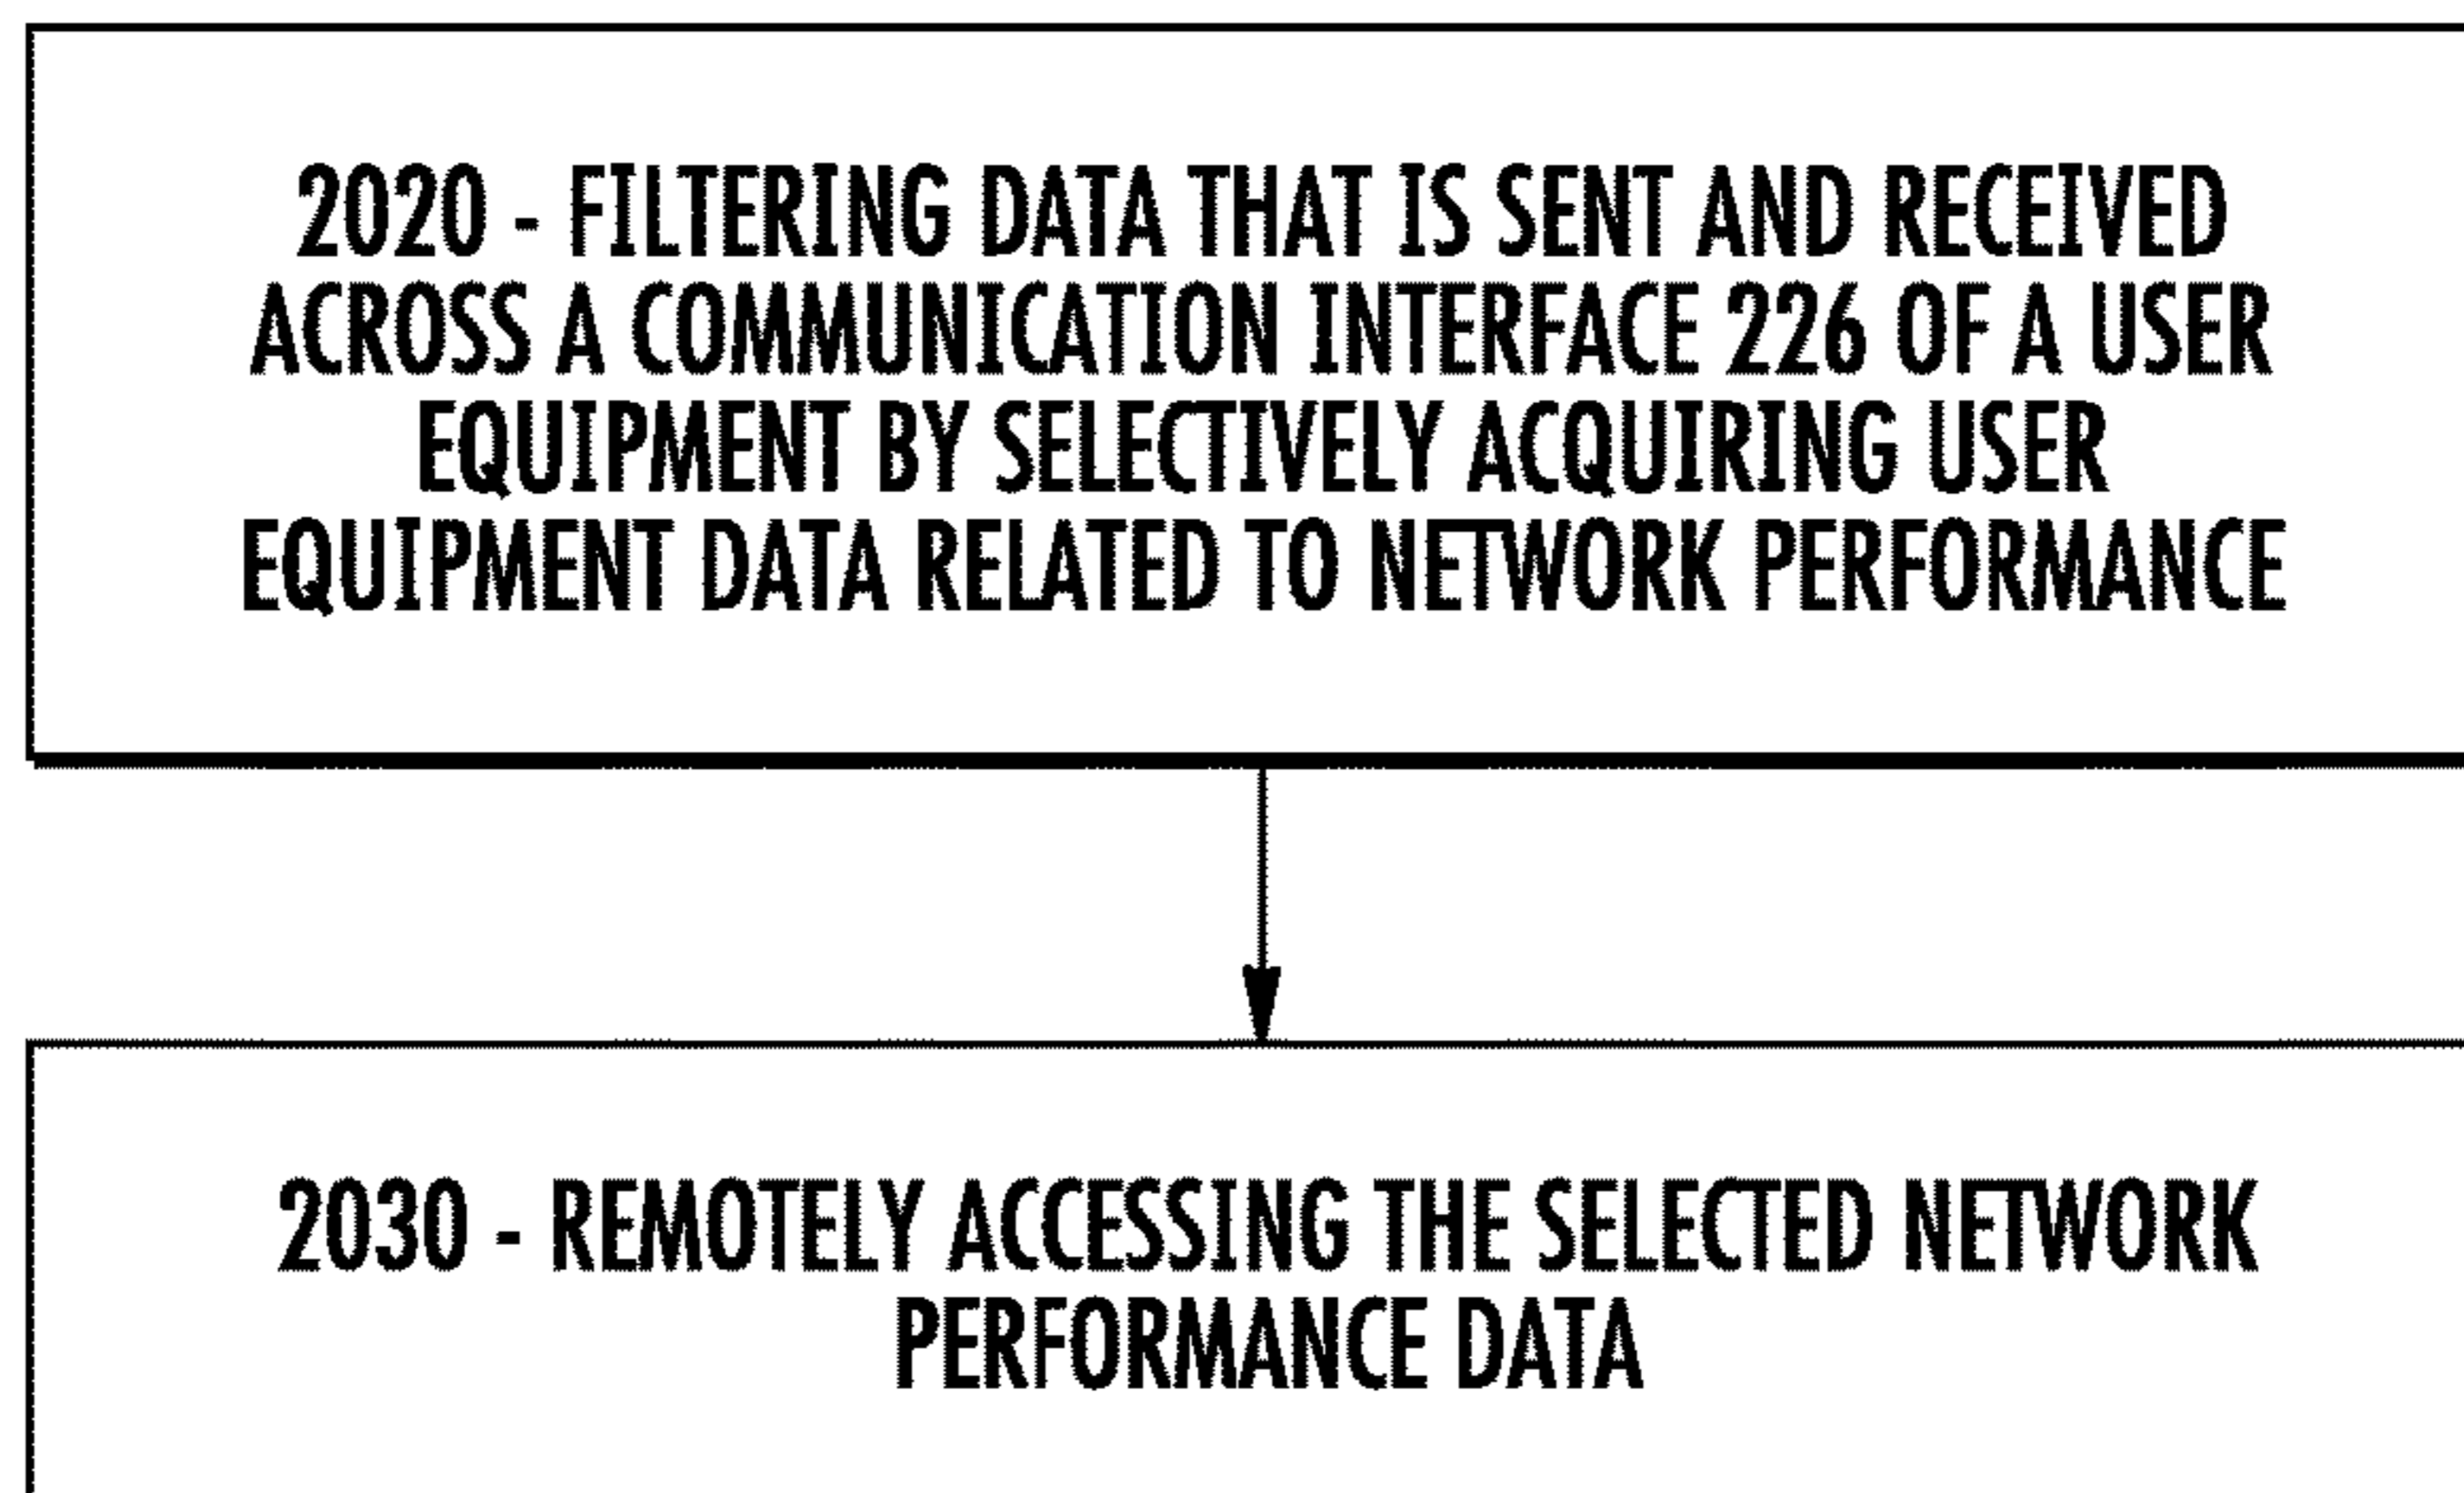 2020 - FILTERING DATA THAT IS SENT AND RECEIVED
ACROSS A COMMUNICATION INTERFACE 226 OF A USER
EQUIPMENT BY SELECTIVELY ACQUIRING USER
EQUIPMENT DATA RELATED TO NETWORK PERFORMANCE
2030 - REMOTELY ACCESSING THE SELECTED NETWORK
PERFORMANCE DATA